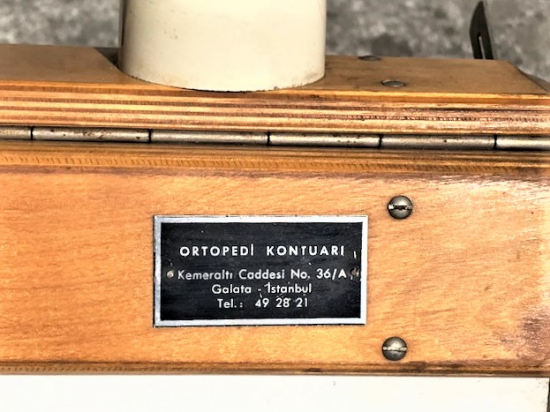 ORTOPEDİ KONTUARI
Kemeraltı Caddesi No. 36/A
Galata - İstanbul
Tel.: 49 28 21